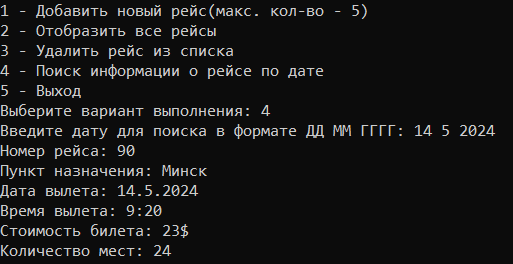 1 - Добавить новый рейс(макс. кол-во - 5)
2 - Отобразить все рейсы
3 - Удалить рейс из списка
4 - Поиск информации о рейсе по дате
5 - Выход
Выберите вариант выполнения: 4
Введите дату для поиска в формате ДД ММ ГГГГ: 14 5 2024
Номер рейса: 90
Пункт назначения: Минск
Дата вылета: 14.5.2024
Время вылета: 9:20
Стоимость билета: 23$
Количество мест: 24